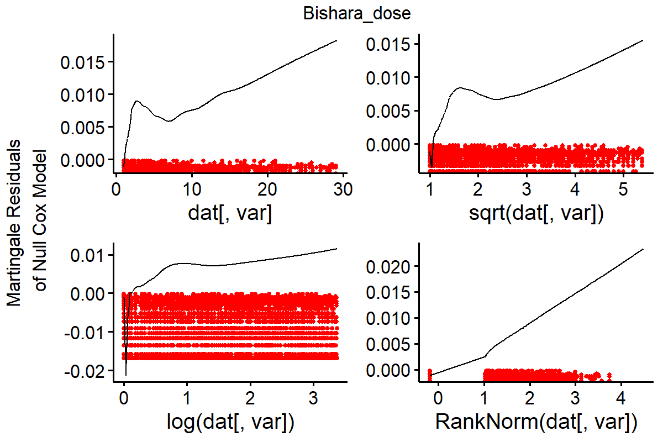 Bishara_dose
Martingale Residuals
of Null Cox Model
0.015
0.010
0.005
0.000
0 10 20 30
dat[, var]
0.015
0.010
0.005
0.000
1 2 3 4 5
sqrt(dat[, var])
0.01
0.00
-0.01
-0.02
0 1 2 3
log(dat[, var])
0.020
0.015
0.010
0.005
0.000
0 1 2 3 4
RankNorm(dat[, var])